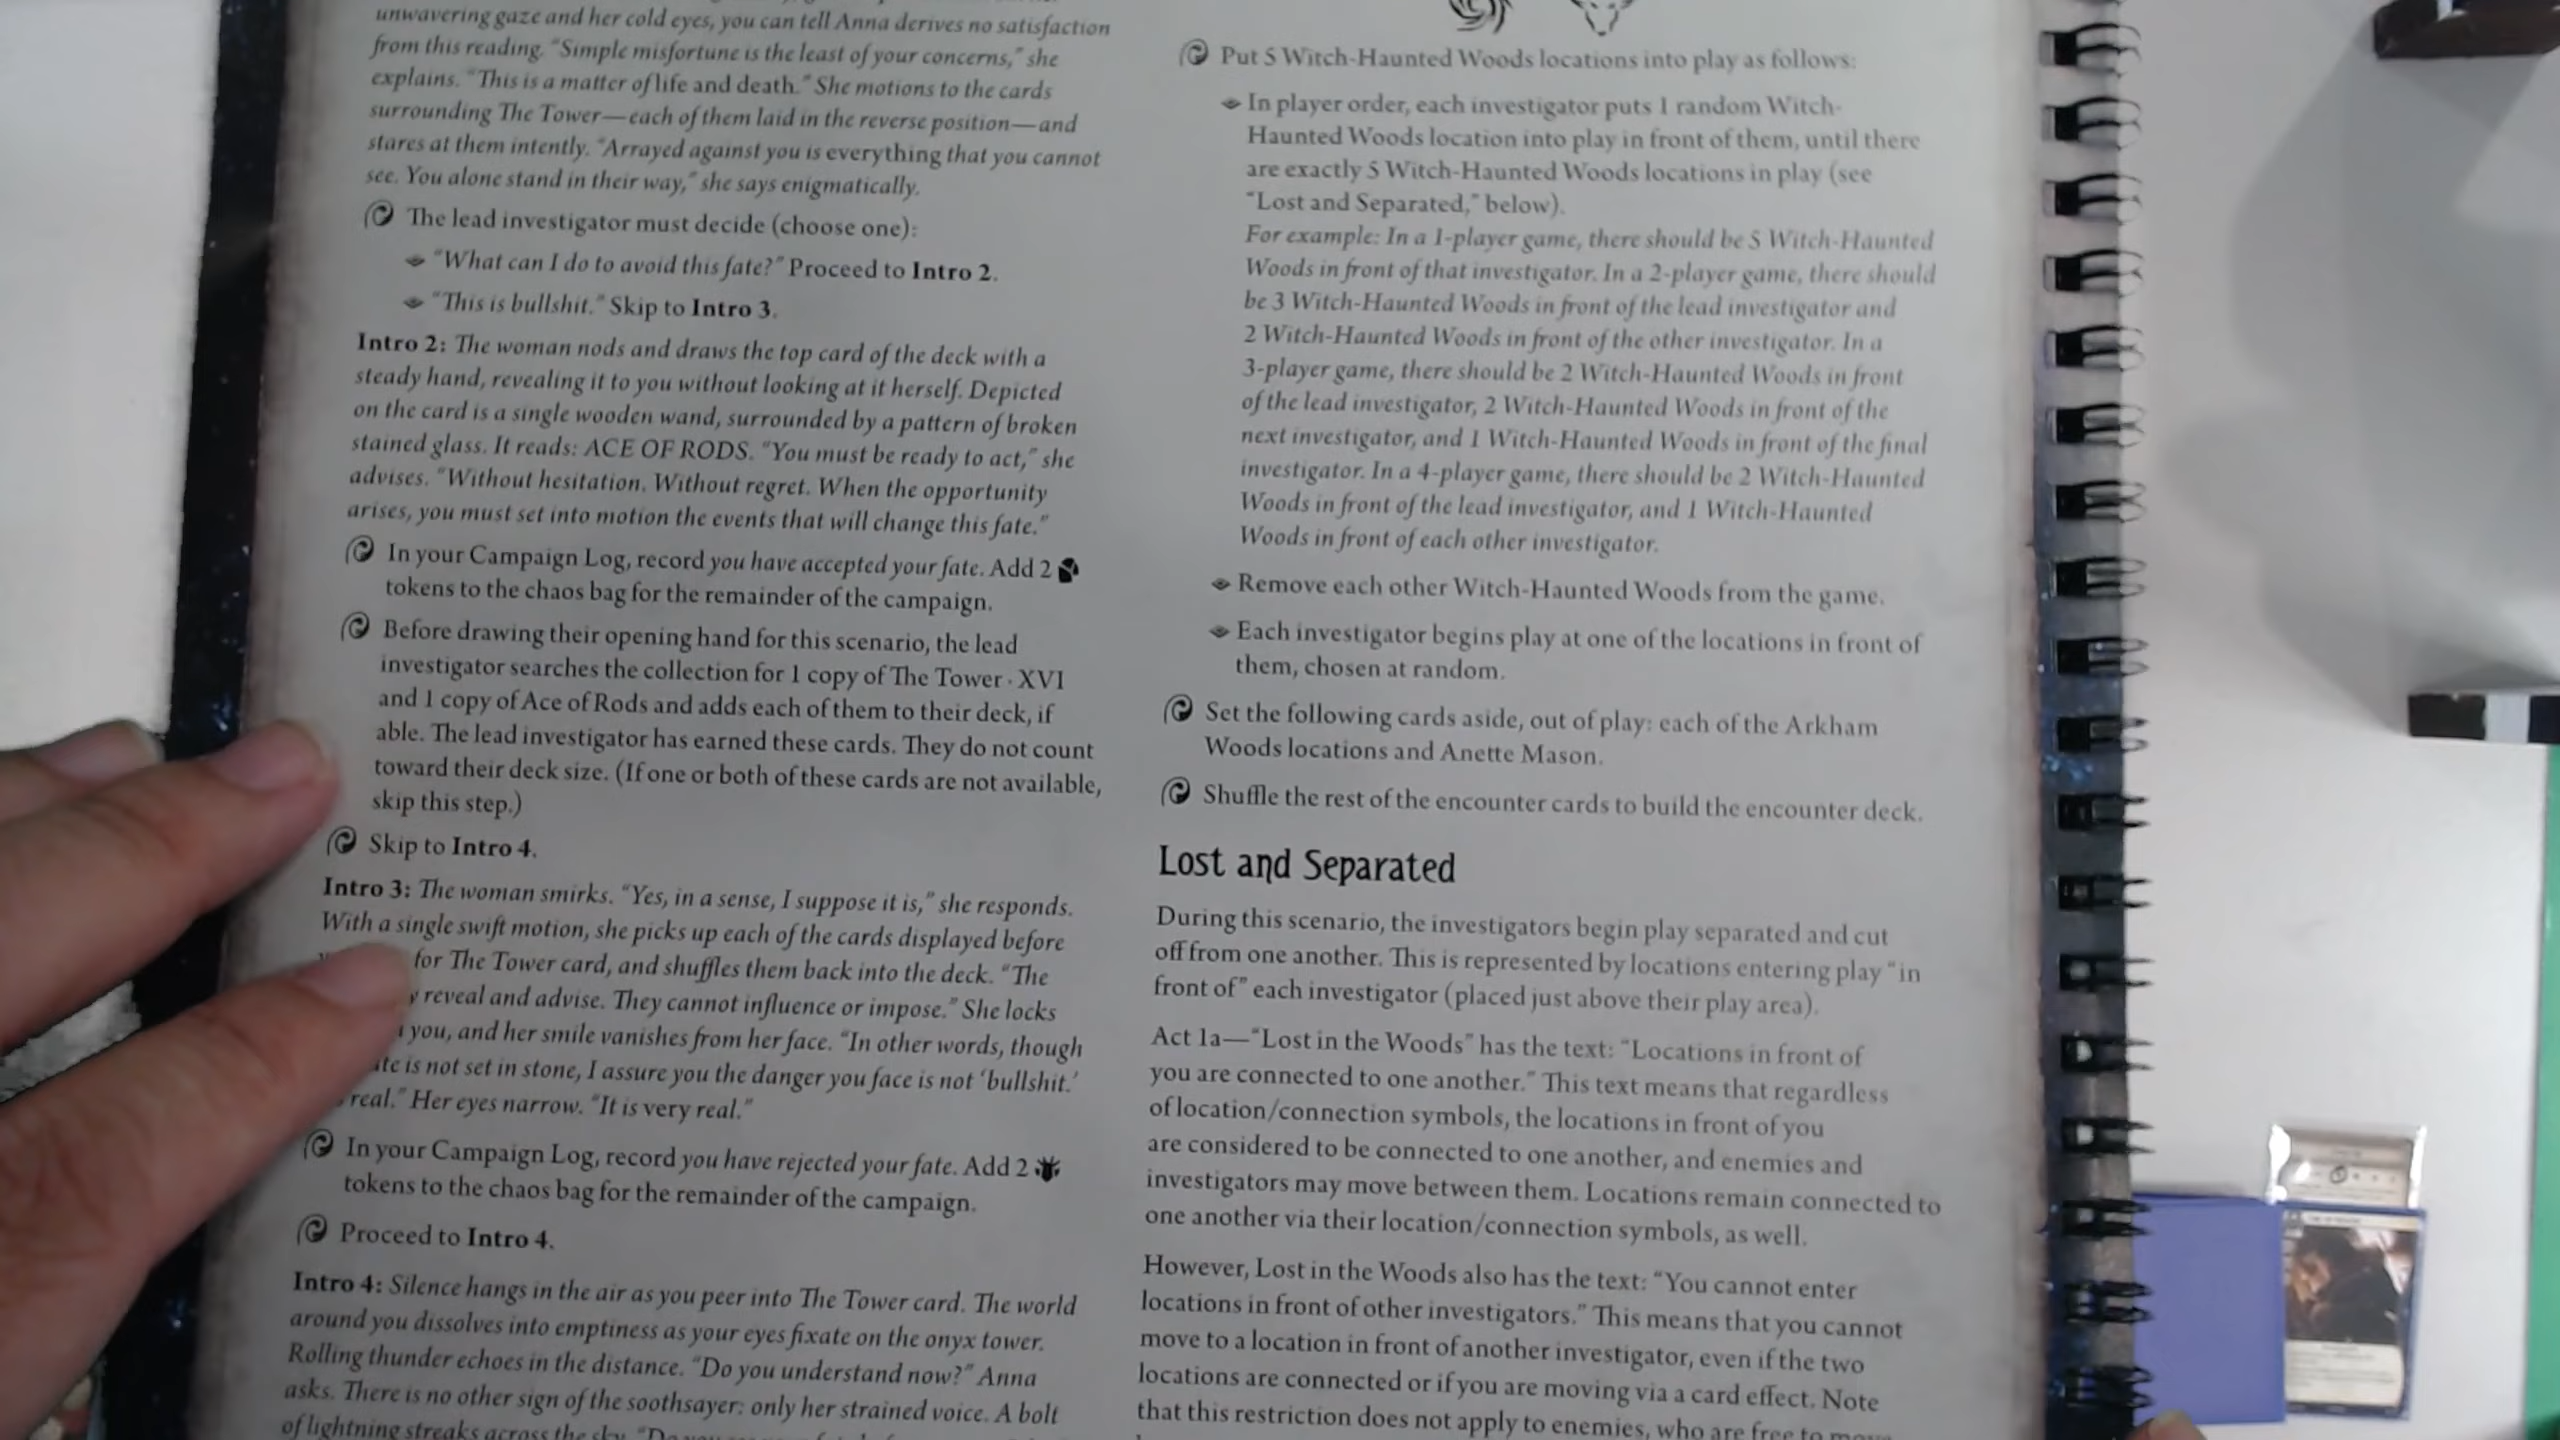 unwavering gaze and her cold eyes, you can tell Anna derives no satisfaction
from this reading. "Simple misfortune is the least of your concerns," she
explains. "This is a matter of life and death." She motions to the cards
surrounding The Tower—each of them laid in the reverse position—and
stares at them intently. "Arrayed against you is everything that you cannot
see. You alone stand in their way," she says enigmatically.
The lead investigator must decide (choose one):
"What can I do to avoid this fate?" Proceed to Intro 2.
"This is bullshit." Skip to Intro 3.
Intro 2: The woman nods and draws the top card of the deck with a
steady hand, revealing it to you without looking at it herself. Depicted
on the card is a single wooden wand, surrounded by a pattern of broken
stained glass. It reads: ACE OF RODS. "You must be ready to act," she
advises. "Without hesitation. Without regret. When the opportunity
arises, you must set into motion the events that will change this fate."
In your Campaign Log, record you have accepted your fate. Add 2
tokens to the chaos bag for the remainder of the campaign.
Before drawing their opening hand for this scenario, the lead
investigator searches the collection for 1 copy of The Tower · XVI
and 1 copy of Ace of Rods and adds each of them to their deck, if
able. The lead investigator has earned these cards. They do not count
toward their deck size. (If one or both of these cards are not available,
skip this step.)
Skip to Intro 4.
Intro 3: The woman smirks. "Yes, in a sense, I suppose it is," she responds.
With a single swift motion, she picks up each of the cards displayed before
for The Tower card, and shuffles them back into the deck. "The
reveal and advise. They cannot influence or impose." She locks
you, and her smile vanishes from her face. "In other words, though
is not set in stone, I assure you the danger you face is not 'bullshit.'
real." Her eyes narrow. "It is very real."
In your Campaign Log, record you have rejected your fate. Add 2
tokens to the chaos bag for the remainder of the campaign.
Proceed to Intro 4.
Intro 4: Silence hangs in the air as you peer into The Tower card. The world
around you dissolves into emptiness as your eyes fixate on the onyx tower.
Rolling thunder echoes in the distance. "Do you understand now?" Anna
asks. There is no other sign of the soothsayer: only her strained voice. A bolt
of lightning streaks across the sky. "Do you
Put 5 Witch-Haunted Woods locations into play as follows:
In player order, each investigator puts 1 random Witch-
Haunted Woods location into play in front of them, until there
are exactly 5 Witch-Haunted Woods locations in play (see
"Lost and Separated," below).
For example: In a 1-player game, there should be 5 Witch-Haunted
Woods in front of that investigator. In a 2-player game, there should
be 3 Witch-Haunted Woods in front of the lead investigator and
2 Witch-Haunted Woods in front of the other investigator. In a
3-player game, there should be 2 Witch-Haunted Woods in front
of the lead investigator, 2 Witch-Haunted Woods in front of the
next investigator, and 1 Witch-Haunted Woods in front of the final
investigator. In a 4-player game, there should be 2 Witch-Haunted
Woods in front of the lead investigator, and 1 Witch-Haunted
Woods in front of each other investigator.
Remove each other Witch-Haunted Woods from the game.
Each investigator begins play at one of the locations in front of
them, chosen at random.
Set the following cards aside, out of play: each of the Arkham
Woods locations and Anette Mason.
Shuffle the rest of the encounter cards to build the encounter deck.
Lost and Separated
During this scenario, the investigators begin play separated and cut
off from one another. This is represented by locations entering play "in
front of" each investigator (placed just above their play area).
Act 1a—"Lost in the Woods" has the text: "Locations in front of
you are connected to one another." This text means that regardless
of location/connection symbols, the locations in front of you
are considered to be connected to one another, and enemies and
investigators may move between them. Locations remain connected to
one another via their location/connection symbols, as well.
However, Lost in the Woods also has the text: "You cannot enter
locations in front of other investigators." This means that you cannot
move to a location in front of another investigator, even if the two
locations are connected or if you are moving via a card effect. Note
that this restriction does not apply to enemies, who are free to move